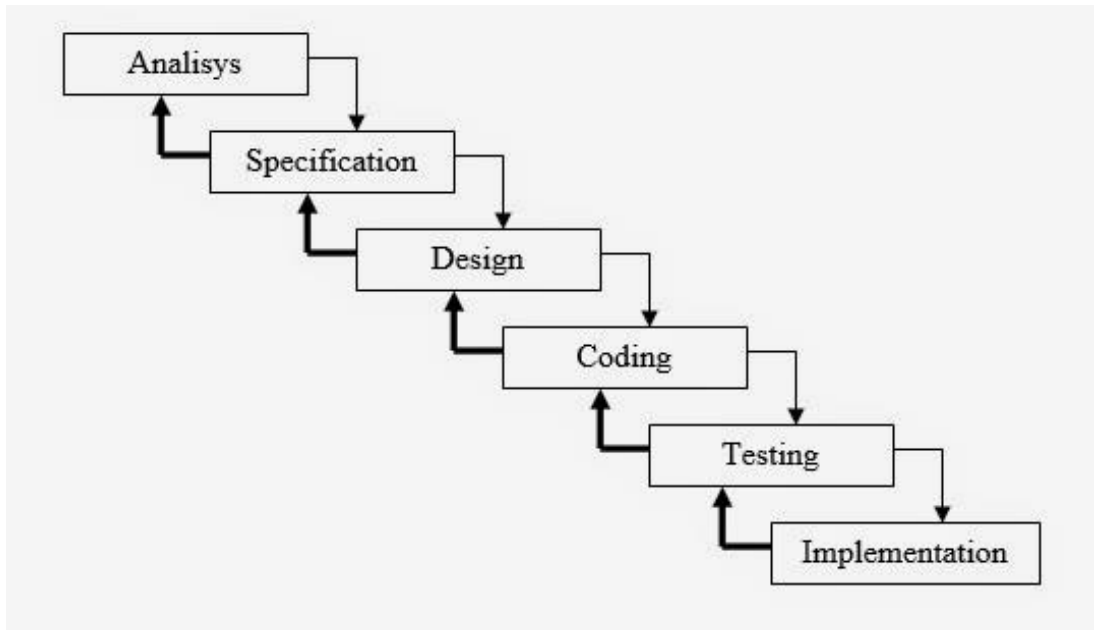 Analisys
Specification
Design
Coding
Testing
Implementation